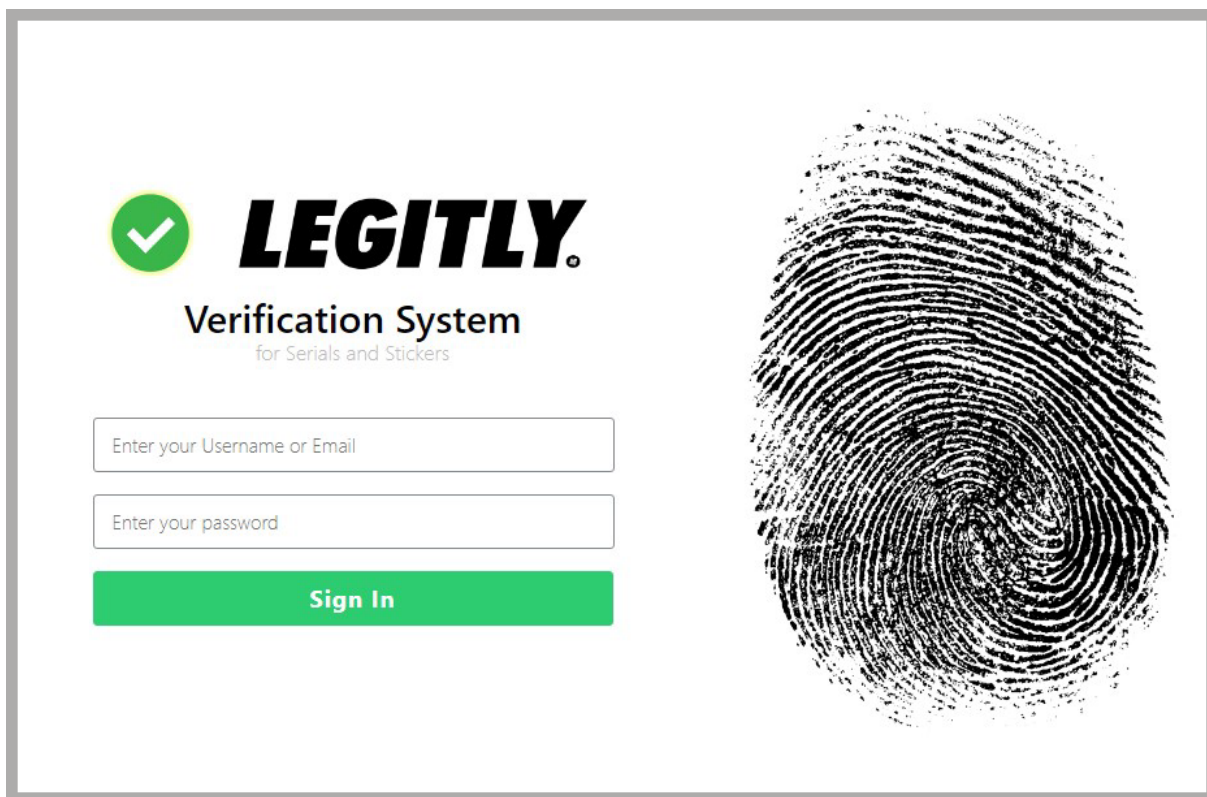 LEGITLY.
Verification System
for Serials and Stickers
Enter your Username or Email
Enter your password
Sign In